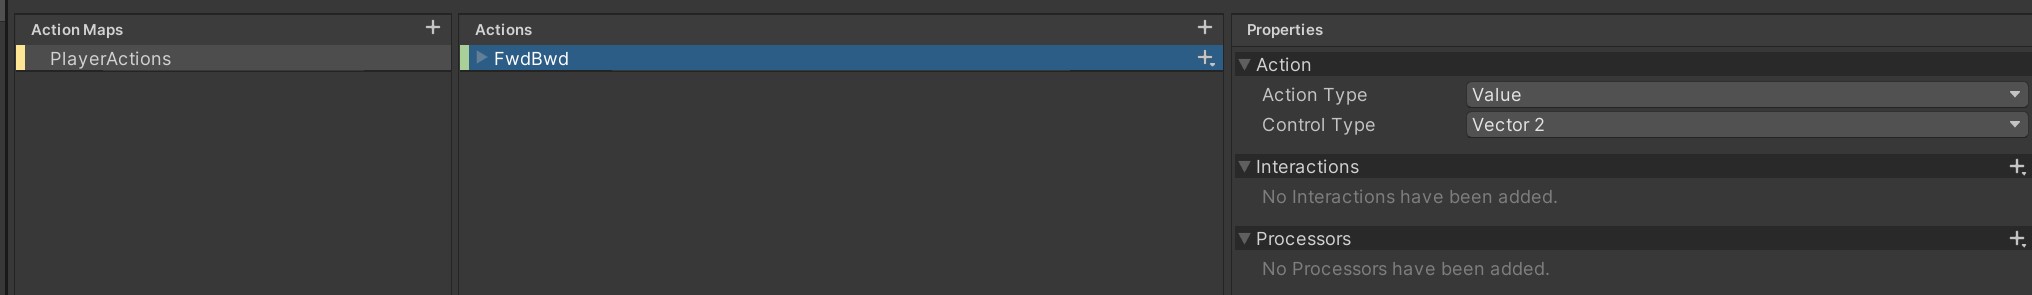 Action Maps
PlayerActions
Actions
FwdBwd
Properties
Action
Action Type Value
Control Type Vector 2
Interactions
No Interactions have been added.
Processors
No Processors have been added.